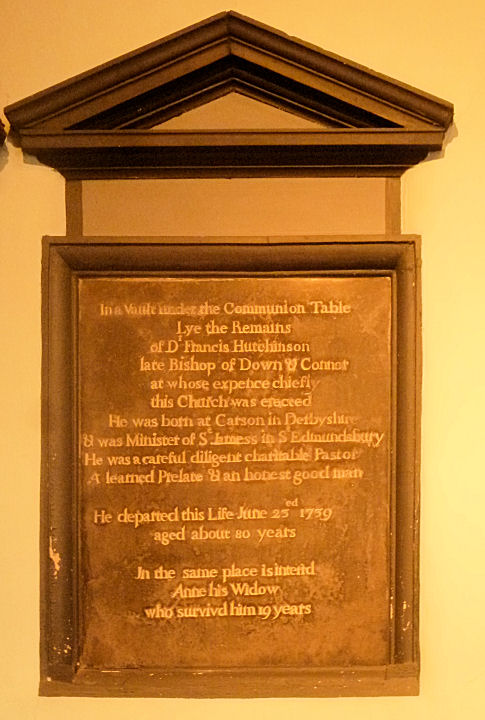 In a Vault under the Communion Table
Lye the Remains
of Dr Francis Hutchinson
late Bishop of Down & Connor
at whose expence chiefly
this Church was erected
He was born at Carson in Derbyshire
& was Minister of St James's in St Edmundsbury
He was a careful diligent charitable Pastor
A learned Prelate & an honest good man
He departed this Life June 23ed 1739
aged about 80 years
In the same place is interd
Anne his Widow
who survivd him 19 years